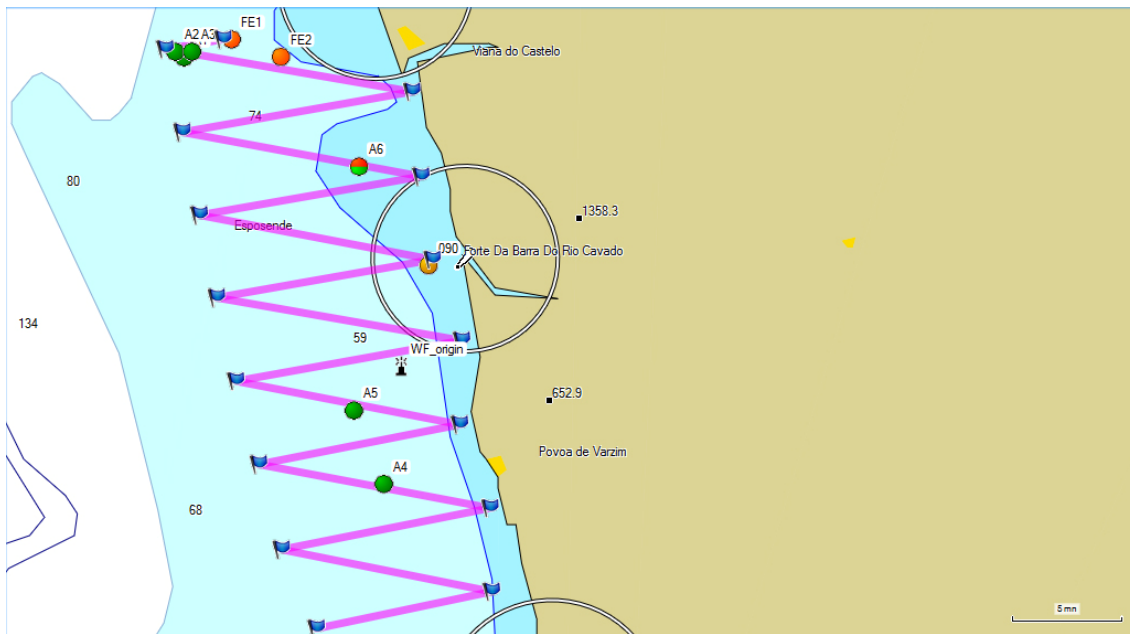 FE1
A2 A3
FE2
Viana do Castelo
74
A6
80
1358.3
Esposende
090
Forte Da Barra Do Rio Cavado
134
59
WF_origin
652.9
A5
Povoa de Varzim
A4
68
5 mn